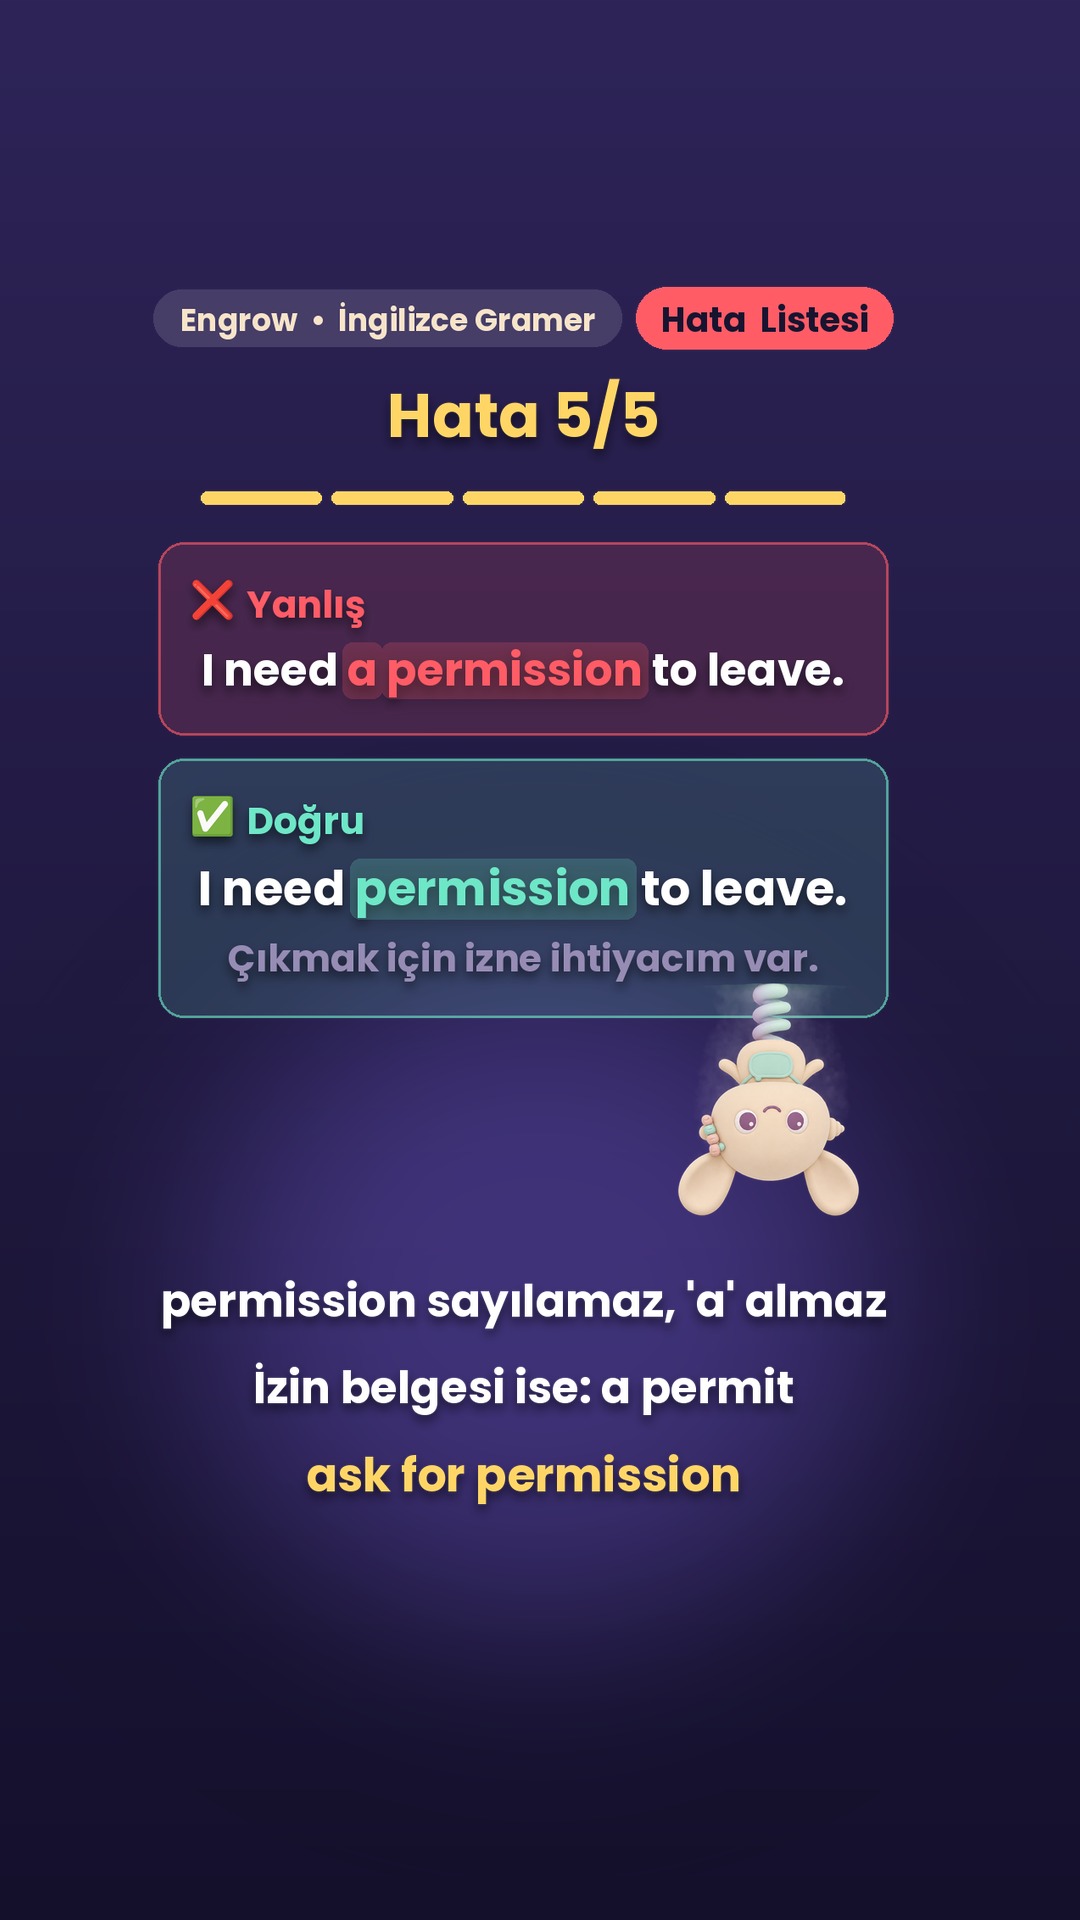 Engrow • İngilizce Gramer
Hata Listesi
Hata 5/5
❌ Yanlış
I need a permission to leave.
✅ Doğru
I need permission to leave.
Çıkmak için izne ihtiyacım var.
permission sayılamaz, 'a' almaz
İzin belgesi ise: a permit
ask for permission